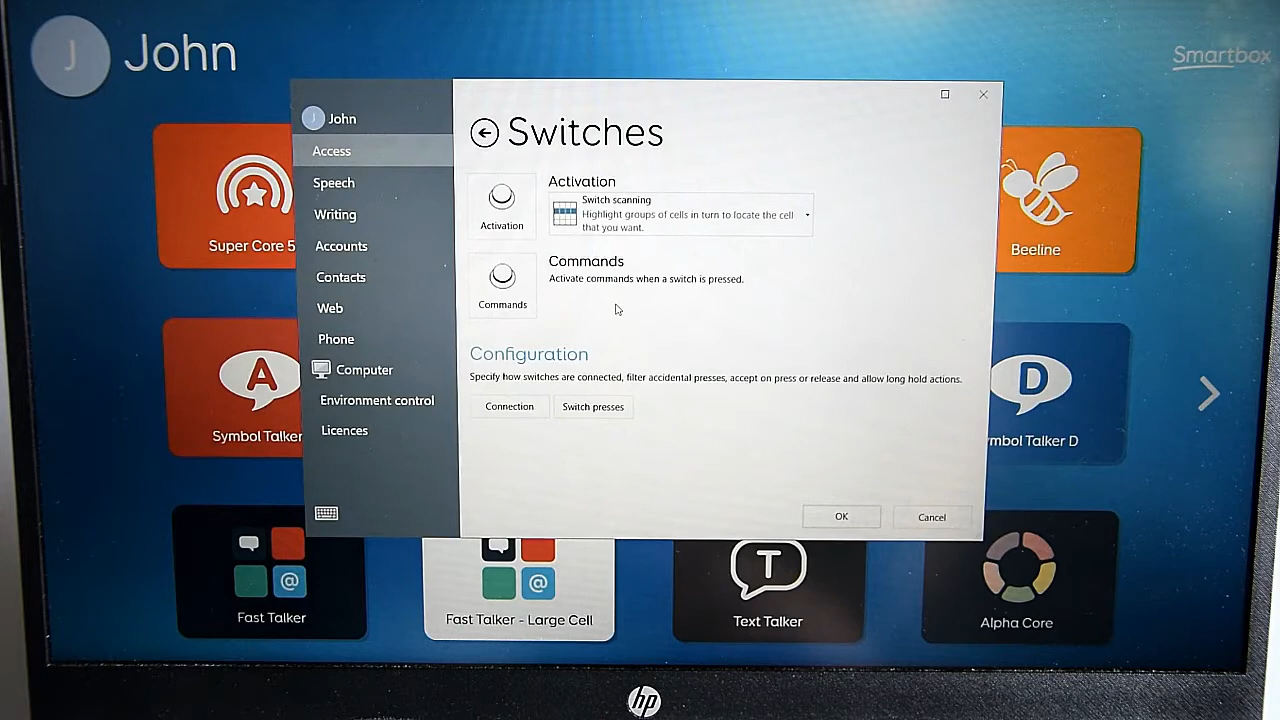 J
John
Smartbox
Super Core 5
Beeline
A
Symbol Talker
D
mbol Talker D
@
Fast Talker
@
Fast Talker - Large Cell
T
Text Talker
Alpha Core
J John
Access
Speech
Writing
Accounts
Contacts
Web
Phone
Computer
Environment control
Licences
Switches
Activation
Activation
Switch scanning
Highlight groups of cells in turn to locate the cell
that you want.
Commands
Commands
Activate commands when a switch is pressed.
Configuration
Specify how switches are connected, filter accidental presses, accept on press or release and allow long hold actions.
Connection
Switch presses
OK
Cancel
hp